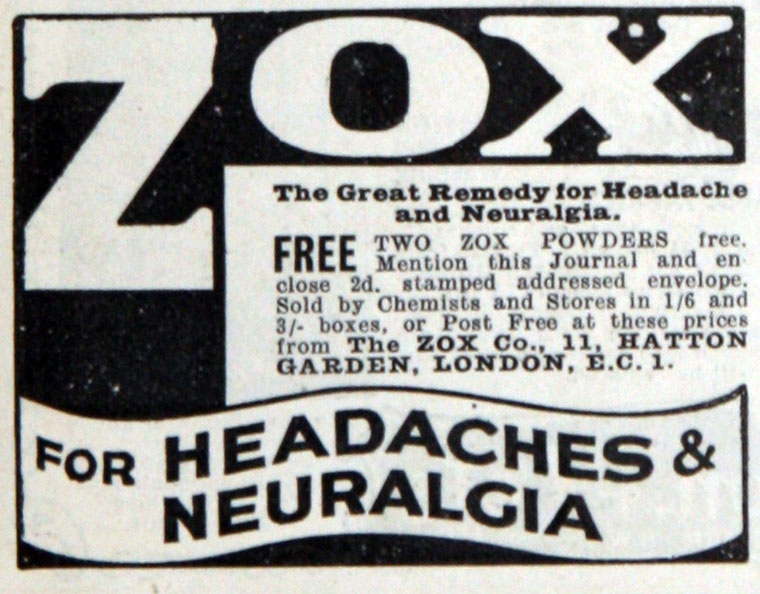 ZOX
The Great Remedy for Headache
and Neuralgia.
FREE TWO ZOX POWDERS free.
Mention this Journal and en-
close 2d. stamped addressed envelope.
Sold by Chemists and Stores in 1/6 and
3/- boxes, or Post Free at these prices
from The ZOX Co., 11, HATTON
GARDEN, LONDON, E.C. 1.
FOR HEADACHES &
NEURALGIA